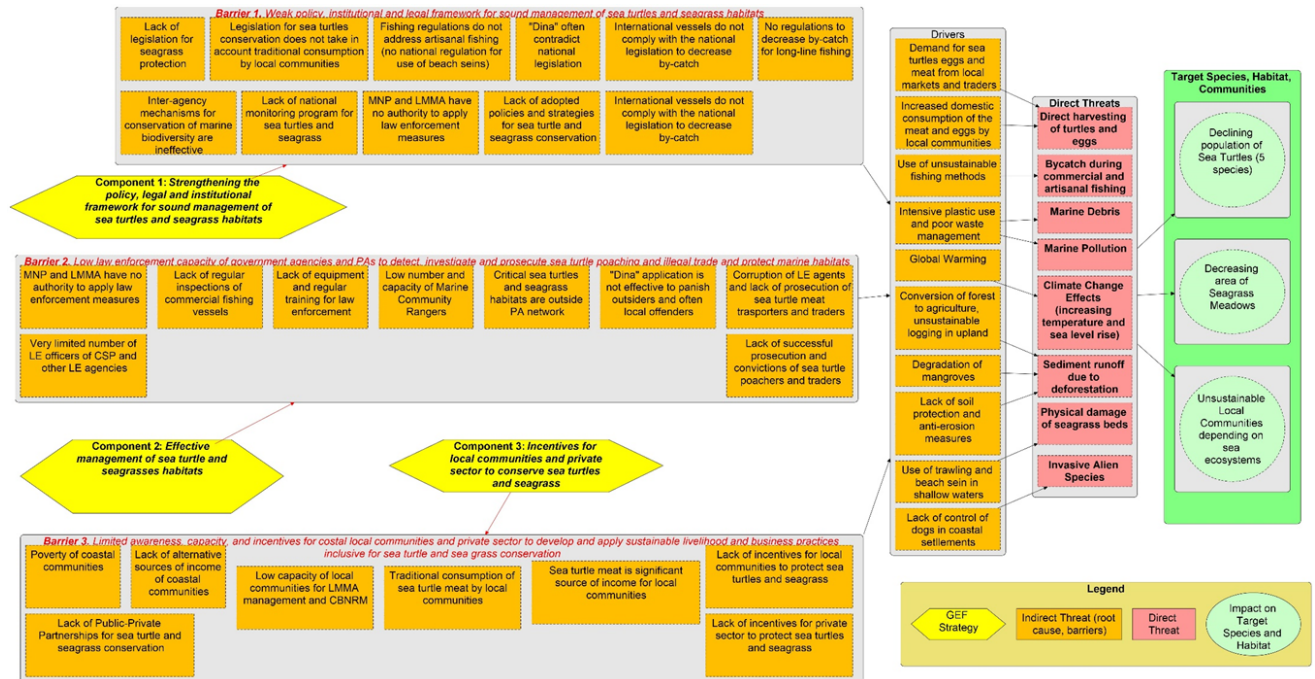 Barrier 1. Weak policy, institutional and legal framework for sound management of sea turtles and seagrass habitats
Lack of
legislation for
seagrass
protection
Legislation for sea turtles
conservation does not take in
account traditional consumption
by local communities
Fishing regulations do not
address artisanal fishing
(no national regulation for
use of beach seins)
"Dina" often
contradict
national
legislation
International vessels do not
comply with the national
legislation to decrease
by-catch
No regulations to
decrease by-catch
for long-line fishing
Inter-agency
mechanisms for
conservation of marine
biodiversity are
ineffective
Lack of national
monitoring program for
sea turtles and
seagrass
MNP and LMMA have
no authority to apply
law enforcement
measures
Lack of adopted
policies and strategies
for sea turtle and
seagrass conservation
International vessels do not
comply with the national
legislation to decrease
by-catch
Component 1: Strengthening the
policy, legal and institutional
framework for sound management of
sea turtles and seagrass habitats
Barrier 2. Low law enforcement capacity of government agencies and PAs to detect, investigate and prosecute sea turtle poaching and illegal trade and protect marine habitats
MNP and LMMA have no
authority to apply law
enforcement measures
Lack of regular
inspections of
commercial fishing
vessels
Lack of equipment
and regular
training for law
enforcement
Low number and
capacity of Marine
Community
Rangers
Critical sea turtles
and seagrass
habitats are outside
PA network
"Dina" application is
not effective to panish
outsiders and often
local offenders
Corruption of LE agents
and lack of prosecution of
sea turtle meat
trasporters and traders
Very limited number of
LE officers of CSP and
other LE agencies
Lack of successful
prosecution and
convictions of sea turtle
poachers and traders
Component 2: Effective
management of sea turtle and
seagrasses habitats
Component 3: Incentives for
local communities and private
sector to conserve sea turtles
and seagrass
Barrier 3. Limited awareness, capacity, and incentives for costal local communities and private sector to develop and apply sustainable livelihood and business practices
inclusive for sea turtle and sea grass conservation
Poverty of coastal
communities
Lack of alternative
sources of income of
coastal communities
Low capacity of local
communities for LMMA
management and CBNRM
Traditional consumption of
sea turtle meat by local
communities
Sea turtle meat is significant
source of income for local
communities
Lack of incentives for local
communities to protect sea
turtles and seagrass
Lack of Public-Private
Partnerships for sea turtle and
seagrass conservation
Lack of incentives for private
sector to protect sea turtles
and seagrass
Drivers
Demand for sea
turtles eggs and
meat from local
markets and traders
Increased domestic
consumption of the
meat and eggs by
local communities
Use of unsustainable
fishing methods
Intensive plastic use
and poor waste
management
Global Warming
Conversion of forest
to agriculture,
unsustainable
logging in upland
Degradation of
mangroves
Lack of soil
protection and
anti-erosion
measures
Use of trawling and
beach sein in
shallow waters
Lack of control of
dogs in coastal
setllements
Direct Threats
Direct harvesting
of turtles and
eggs
Bycatch during
commercial and
artisanal fishing
Marine Debris
Marine Pollution
Climate Change
Effects (increasing
temperature and
sea level rise)
Sediment runoff
due to
deforestation
Physical damage
of seagrass beds
Invasive Alien
Species
Target Species, Habitat,
Communities
Declining
population of
Sea Turtles (5
species)
Decreasing
area of
Seagrass
Meadows
Unsustainable
Local
Communities
depending on
sea
ecosystems
Legend
GEF
Strategy
Indirect Threat (root
cause, barriers)
Direct
Threat
Impact on
Target
Species and
Habitat